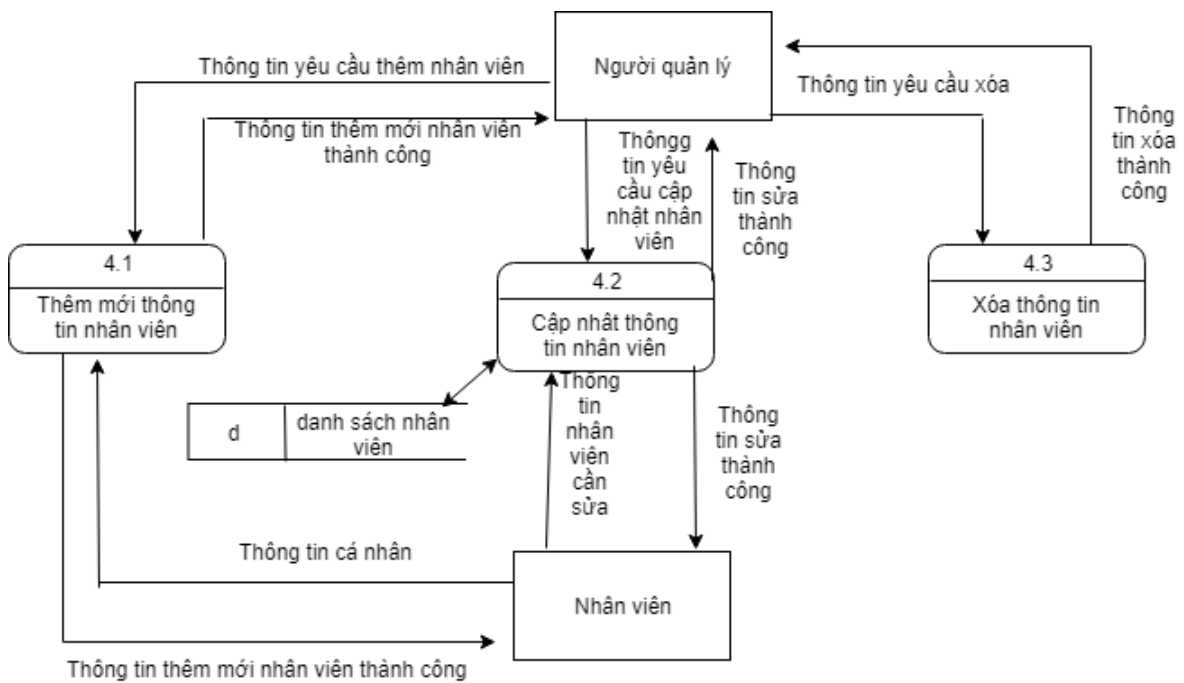 Người quản lý
Thông tin yêu cầu thêm nhân viên
Thông tin thêm mới nhân viên
thành công
Thông tin yêu cầu xóa
Thông
tin xóa
thành
công
Thôngg
tin yêu
cầu cập
nhật nhân
viên
Thông
tin sửa
thành
công
4.1
Thêm mới thông
tin nhân viên
4.2
Cập nhât thông
tin nhân viên
4.3
Xóa thông tin
nhân viên
d
danh sách nhân
viên
Thông
tin
nhân
viên
cần
sửa
Thông
tin sửa
thành
công
Thông tin cá nhân
Nhân viên
Thông tin thêm mới nhân viên thành công